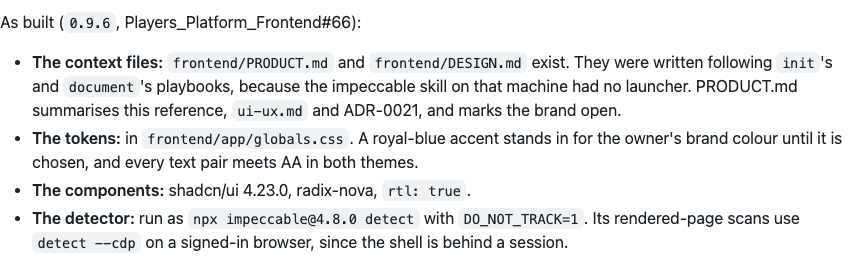 As built ( 0.9.6 , Players_Platform_Frontend#66):
• The context files: frontend/PRODUCT.md and frontend/DESIGN.md exist. They were written following init 's
and document 's playbooks, because the impeccable skill on that machine had no launcher. PRODUCT.md
summarises this reference, ui-ux.md and ADR-0021, and marks the brand open.
• The tokens: in frontend/app/globals.css . A royal-blue accent stands in for the owner's brand colour until it is
chosen, and every text pair meets AA in both themes.
• The components: shadcn/ui 4.23.0, radix-nova, rtl: true .
• The detector: run as npx impeccable@4.8.0 detect with DO_NOT_TRACK=1 . Its rendered-page scans use
detect --cdp on a signed-in browser, since the shell is behind a session.